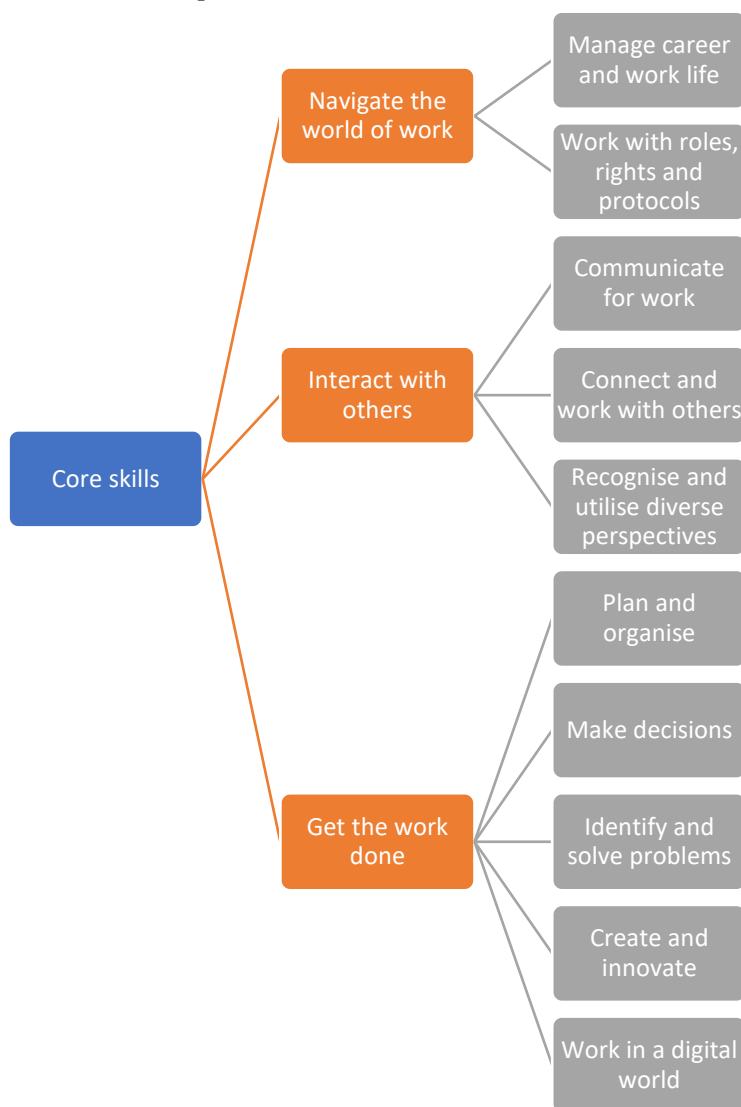 Core skills
Navigate the
world of work
Manage career
and work life
Work with roles,
rights and
protocols
Interact with
others
Communicate
for work
Connect and
work with others
Recognise and
utilise diverse
perspectives
Get the work
done
Plan and
organise
Make decisions
Identify and
solve problems
Create and
innovate
Work in a digital
world